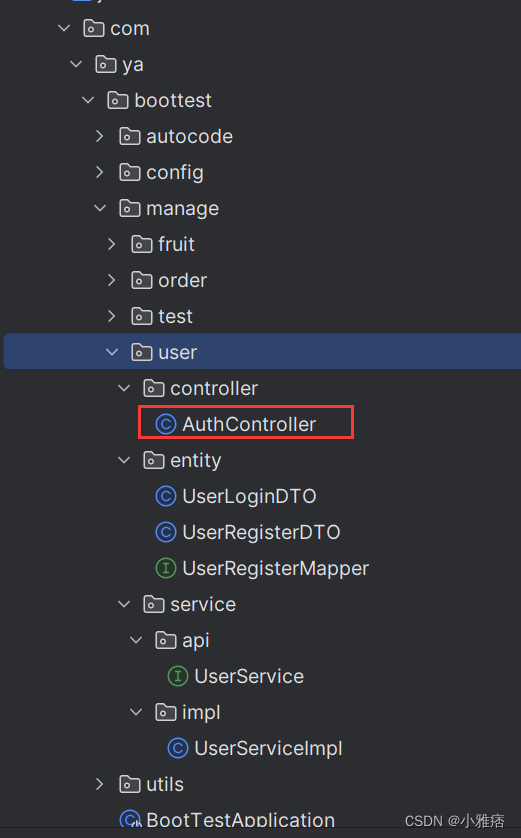 com
ya
boottest
autocode
config
manage
fruit
order
test
user
controller
AuthController
entity
UserLoginDTO
UserRegisterDTO
UserRegisterMapper
service
api
UserService
impl
UserServiceImpl
utils
BootTestApplication
CSDN @小雅痞